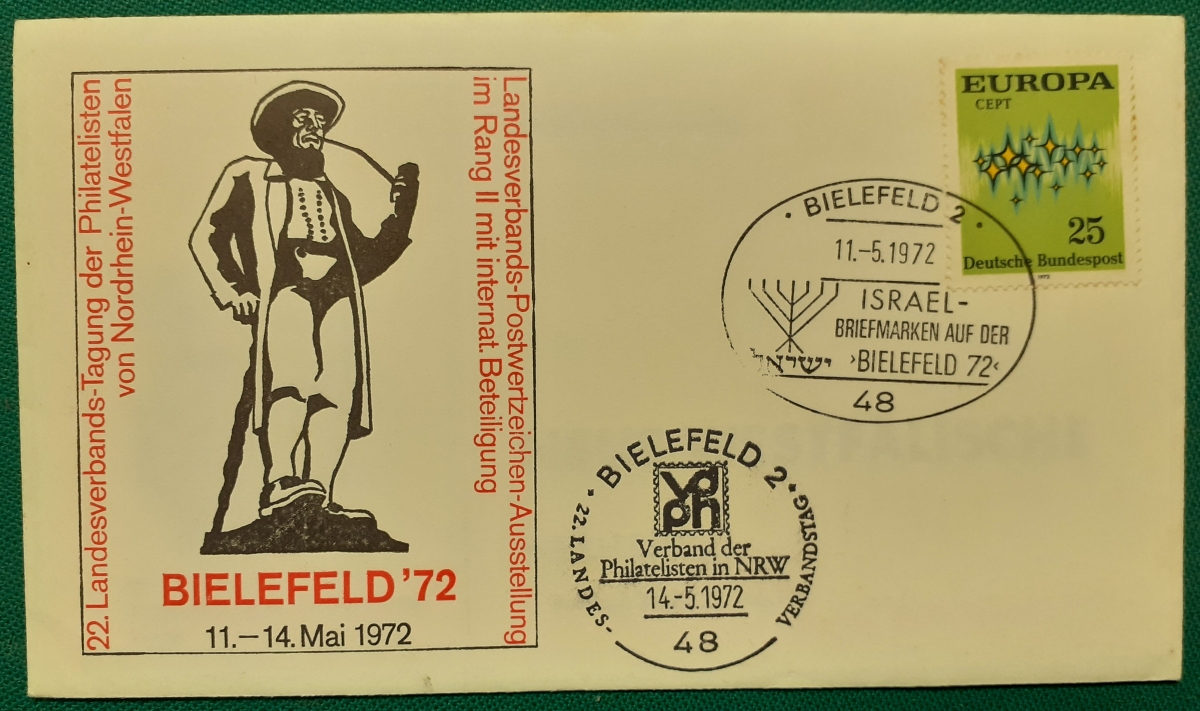 22. Landesverbands-Tagung der Philatelisten
von Nordrhein-Westfalen
Landesverbands-Postwertzeichen-Ausstellung
im Rang II mit internat. Beteiligung
BIELEFELD '72
11.–14. Mai 1972
EUROPA
CEPT
25
Deutsche Bundespost
1972
· BIELEFELD 2 ·
11.-5.1972
ISRAEL-
BRIEFMARKEN AUF DER
ישראל ›BIELEFELD 72‹
48
· BIELEFELD 2 ·
vdph
Verband der
Philatelisten in NRW
14.-5.1972
22. LANDES-
VERBANDSTAG
48